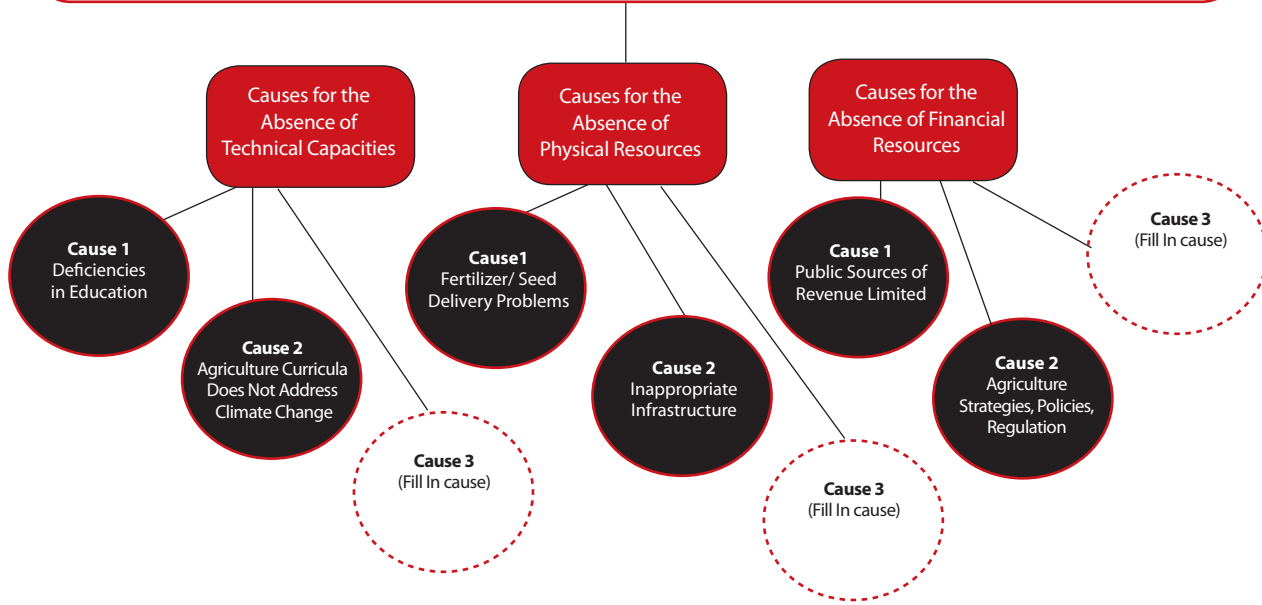 Causes for the
Absence of
Technical Capacities
Causes for the
Absence of
Physical Resources
Causes for the
Absence of Financial
Resources
Cause 1
Deficiencies
in Education
Cause 2
Agriculture Curricula
Does Not Address
Climate Change
Cause 3
(Fill In cause)
Cause1
Fertilizer/ Seed
Delivery Problems
Cause 2
Inappropriate
Infrastructure
Cause 3
(Fill In cause)
Cause 1
Public Sources of
Revenue Limited
Cause 2
Agriculture
Strategies, Policies,
Regulation
Cause 3
(Fill In cause)